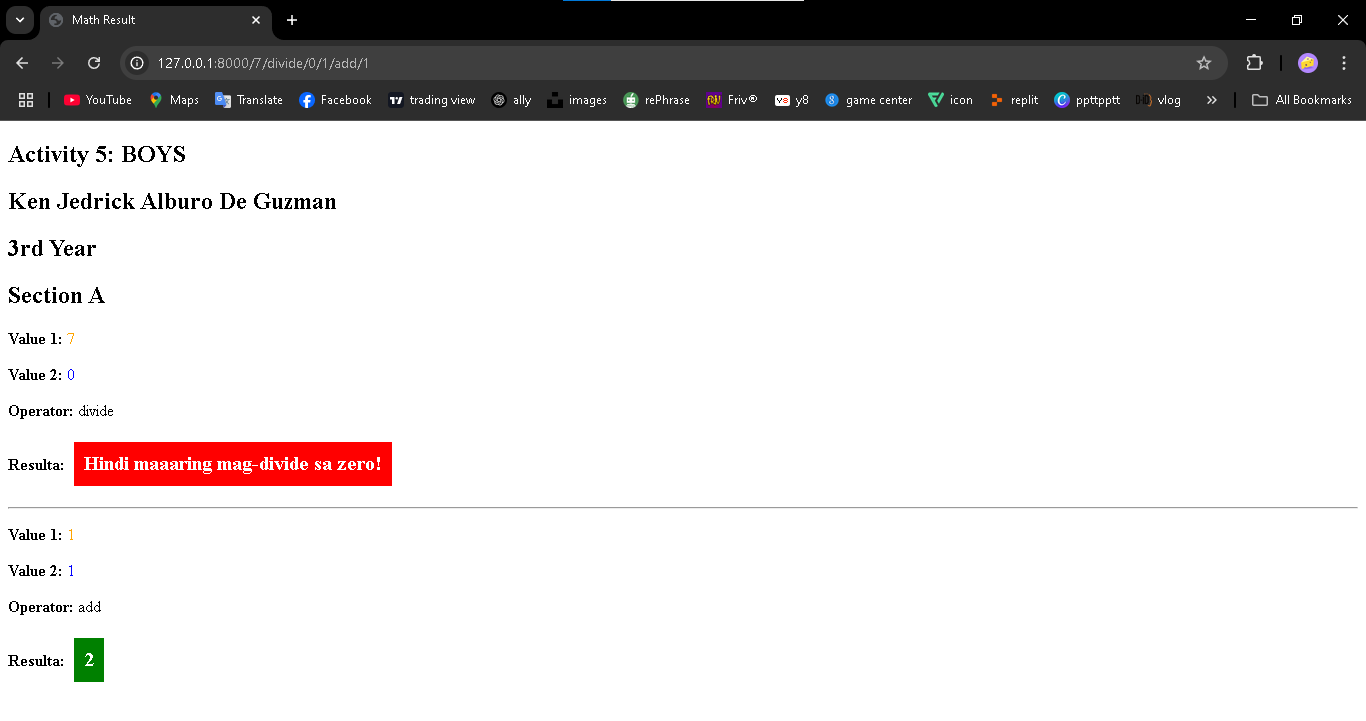 Math Result
127.0.0.1:8000/7/divide/0/1/add/1
YouTube Maps Translate Facebook trading view ally images rePhrase Friv® y8 game center icon replit ppttpptt vlog » All Bookmarks
Activity 5: BOYS
Ken Jedrick Alburo De Guzman
3rd Year
Section A
Value 1: 7
Value 2: 0
Operator: divide
Resulta: Hindi maaaring mag-divide sa zero!
Value 1: 1
Value 2: 1
Operator: add
Resulta: 2